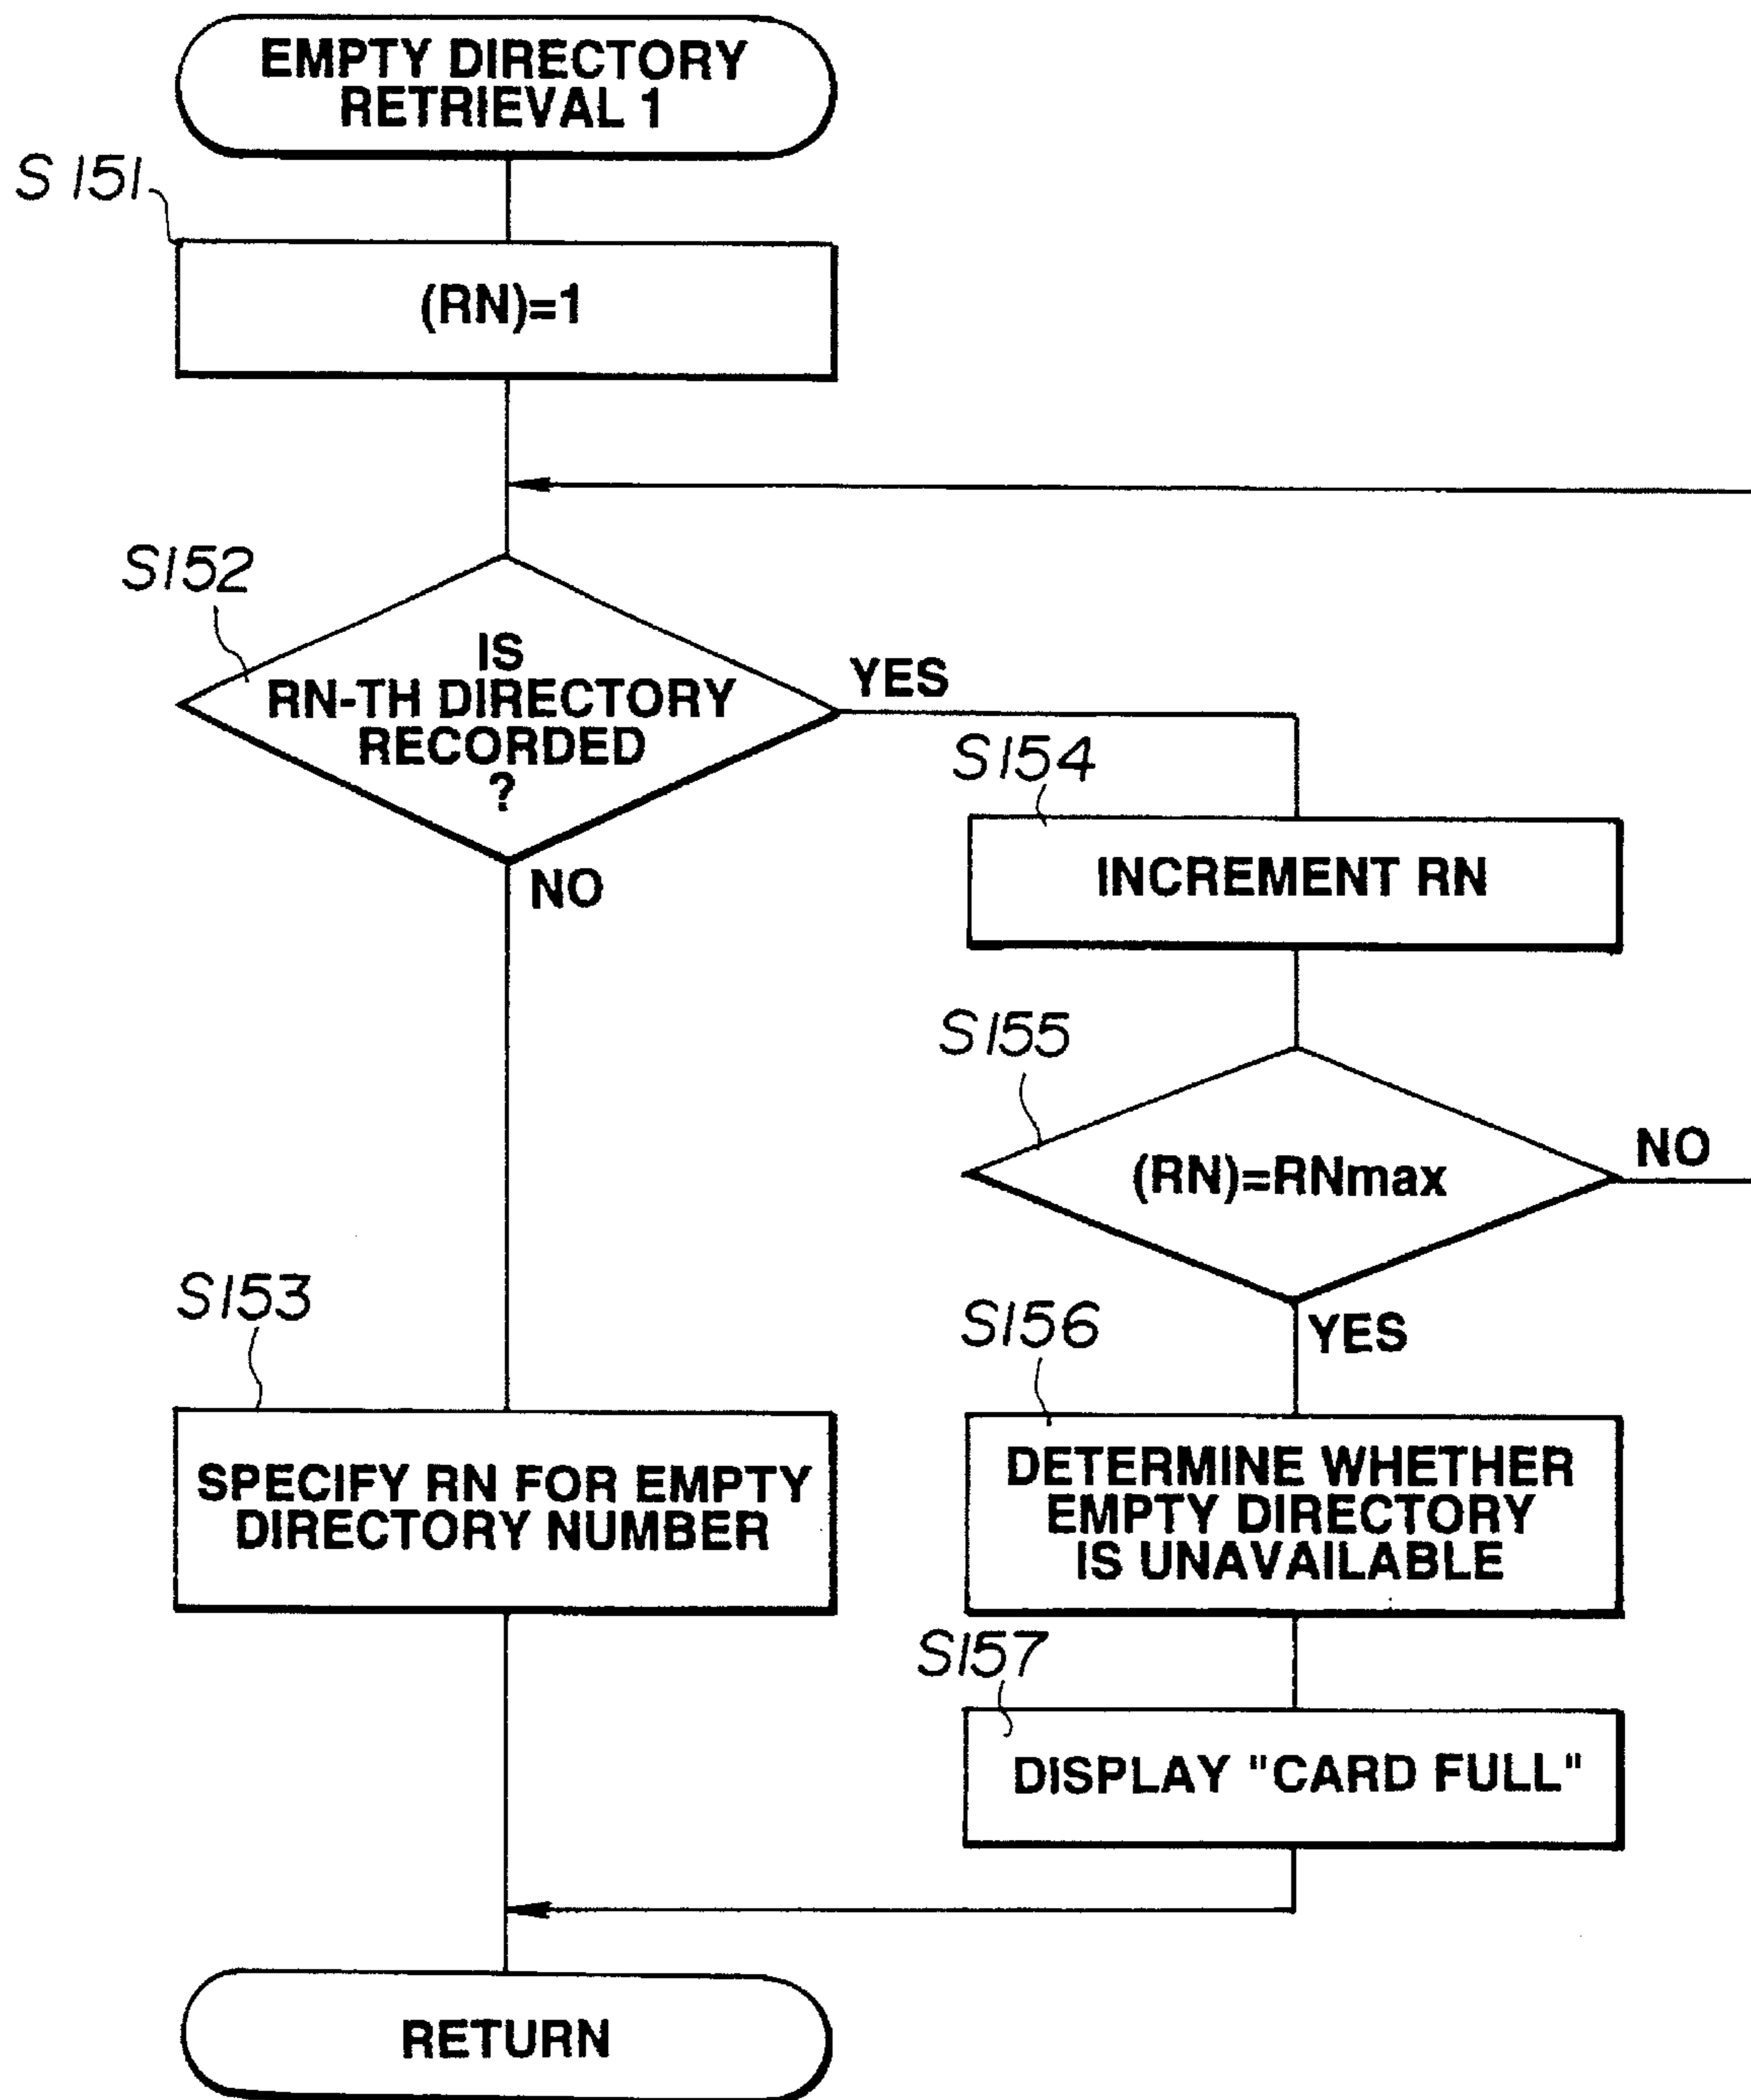 EMPTY DIRECTORY
RETRIEVAL 1
S151
(RN)=1
S152
IS
RN-TH DIRECTORY
RECORDED
?
YES
NO
S154
INCREMENT RN
S155
(RN)=RNmax
NO
YES
S153
SPECIFY RN FOR EMPTY
DIRECTORY NUMBER
S156
DETERMINE WHETHER
EMPTY DIRECTORY
IS UNAVAILABLE
S157
DISPLAY "CARD FULL"
RETURN